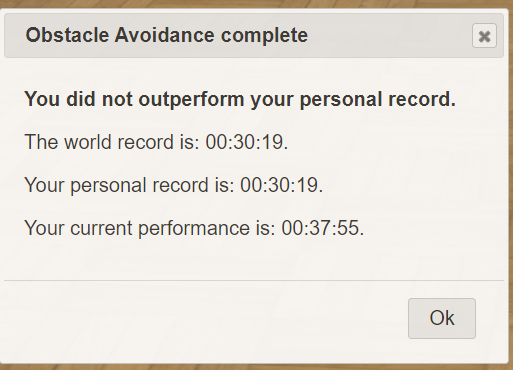 Obstacle Avoidance complete
You did not outperform your personal record.
The world record is: 00:30:19.
Your personal record is: 00:30:19.
Your current performance is: 00:37:55.
Ok